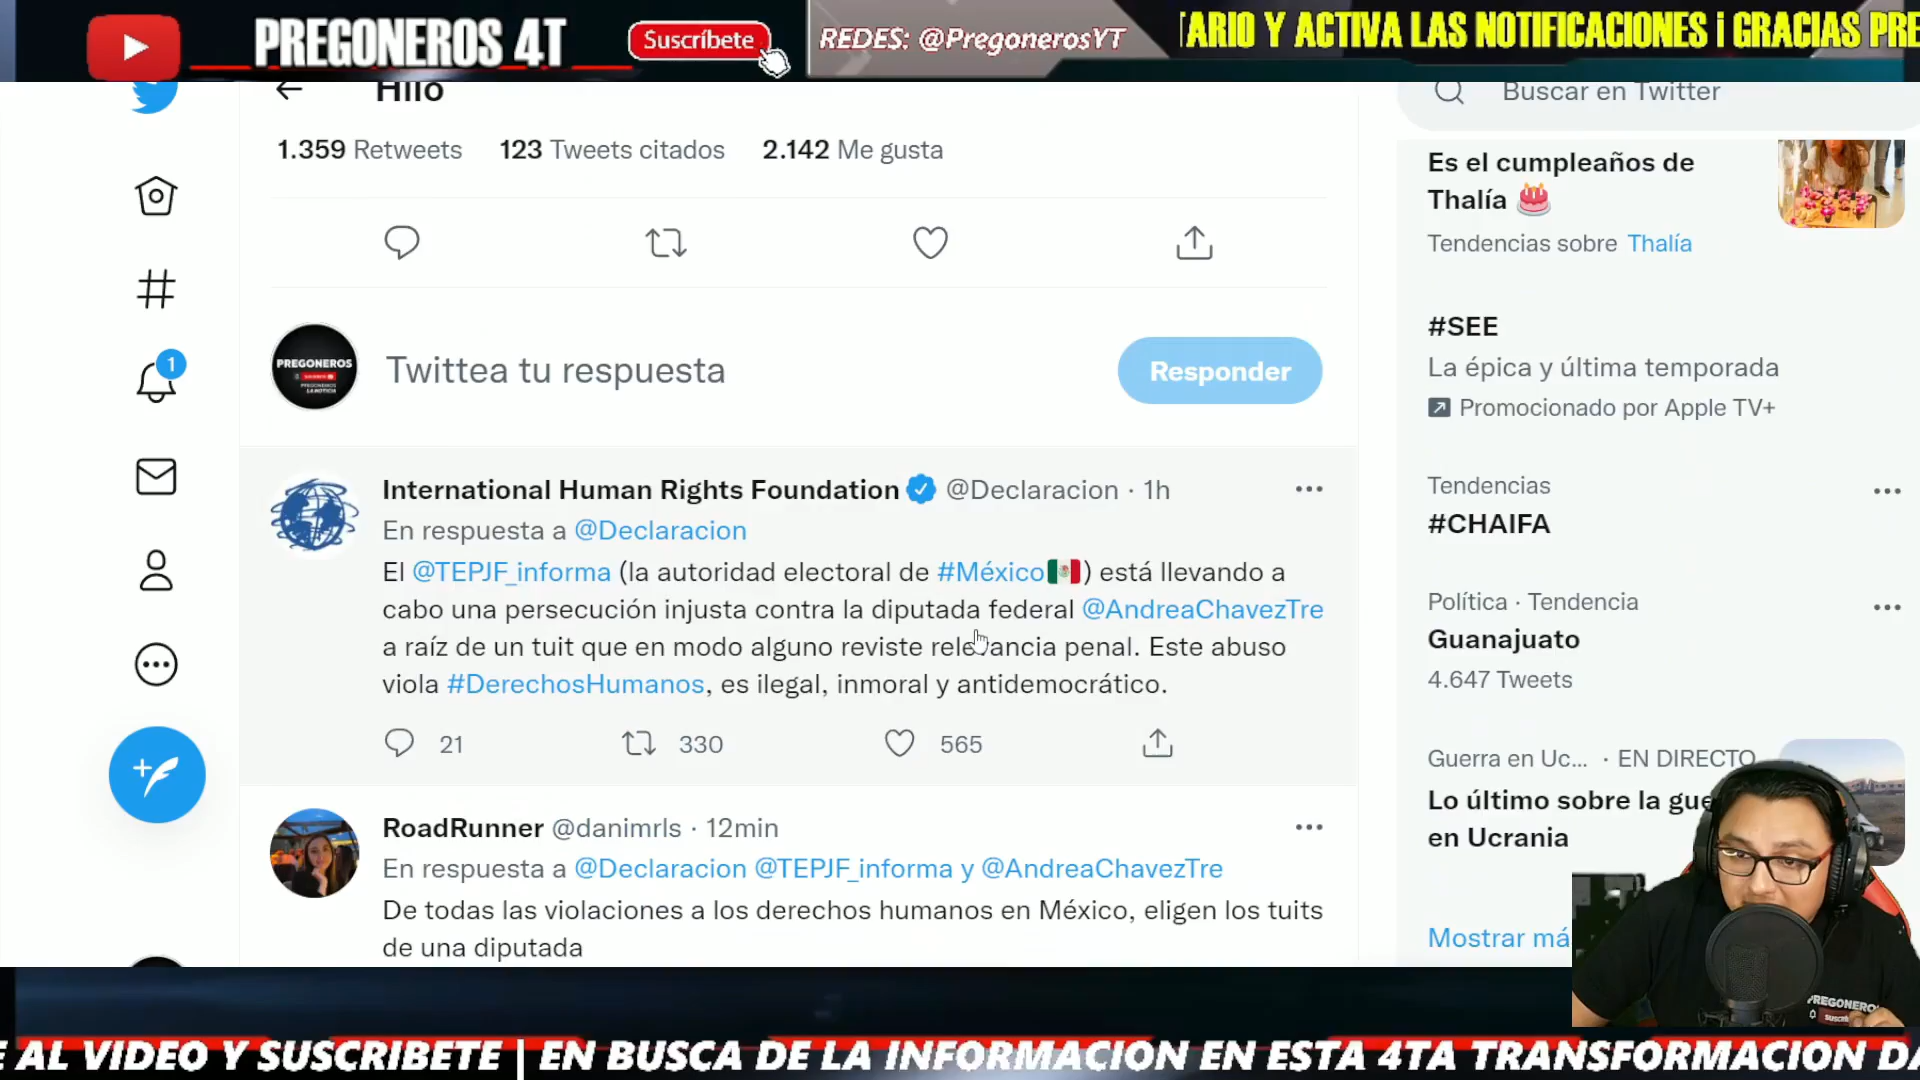 PREGONEROS 4T
Suscríbete
REDES: @PregonerosYT
TARIO Y ACTIVA LAS NOTIFICACIONES ¡ GRACIAS PRE
Hilo
1.359 Retweets 123 Tweets citados 2.142 Me gusta
PREGONEROS
Twittea tu respuesta
Responder
International Human Rights Foundation @Declaracion · 1h
En respuesta a @Declaracion
El @TEPJF_informa (la autoridad electoral de #México🇲🇽) está llevando a
cabo una persecución injusta contra la diputada federal @AndreaChavezTre
a raíz de un tuit que en modo alguno reviste relevancia penal. Este abuso
viola #DerechosHumanos, es ilegal, inmoral y antidemocrático.
21 330 565
RoadRunner @danimrls · 12min
En respuesta a @Declaracion @TEPJF_informa y @AndreaChavezTre
De todas las violaciones a los derechos humanos en México, eligen los tuits
de una diputada
1
Buscar en Twitter
Es el cumpleaños de
Thalía 🎂
Tendencias sobre Thalía
#SEE
La épica y última temporada
Promocionado por Apple TV+
Tendencias
#CHAIFA
Política · Tendencia
Guanajuato
4.647 Tweets
Guerra en Uc... · EN DIRECTO
Lo último sobre la gue
en Ucrania
Mostrar má
PREGONERO
E AL VIDEO Y SUSCRIBETE | EN BUSCA DE LA INFORMACION EN ESTA 4TA TRANSFORMACION DA